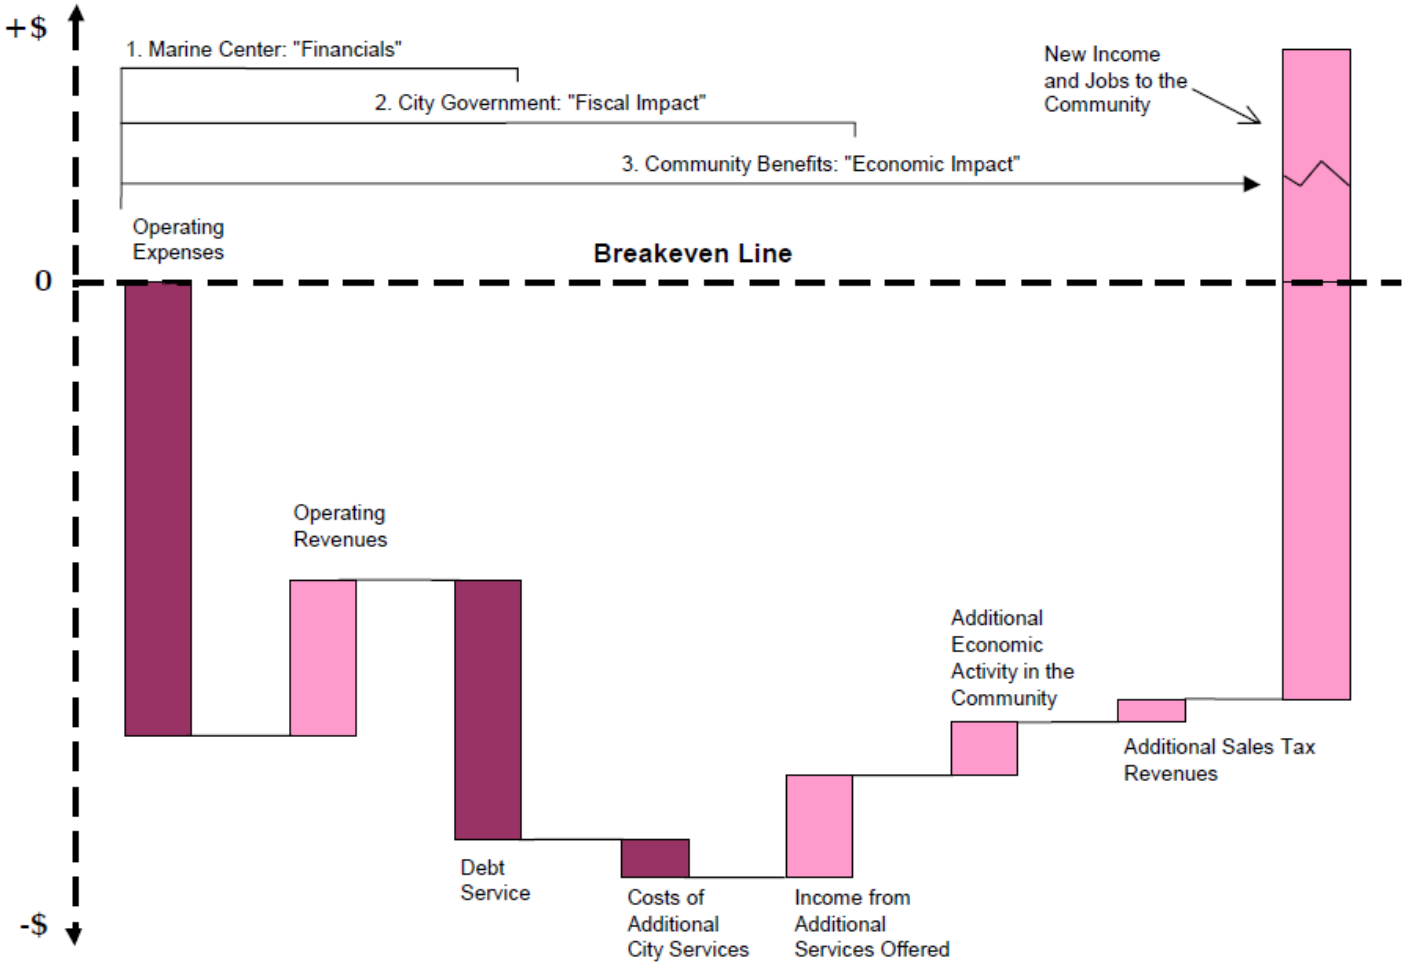 +$
1. Marine Center: "Financials"
2. City Government: "Fiscal Impact"
3. Community Benefits: "Economic Impact"
New Income
and Jobs to the
Community
Operating
Expenses
Breakeven Line
0
Operating
Revenues
Additional
Economic
Activity in the
Community
Additional Sales Tax
Revenues
Debt
Service
Costs of
Additional
City Services
Income from
Additional
Services Offered
-$